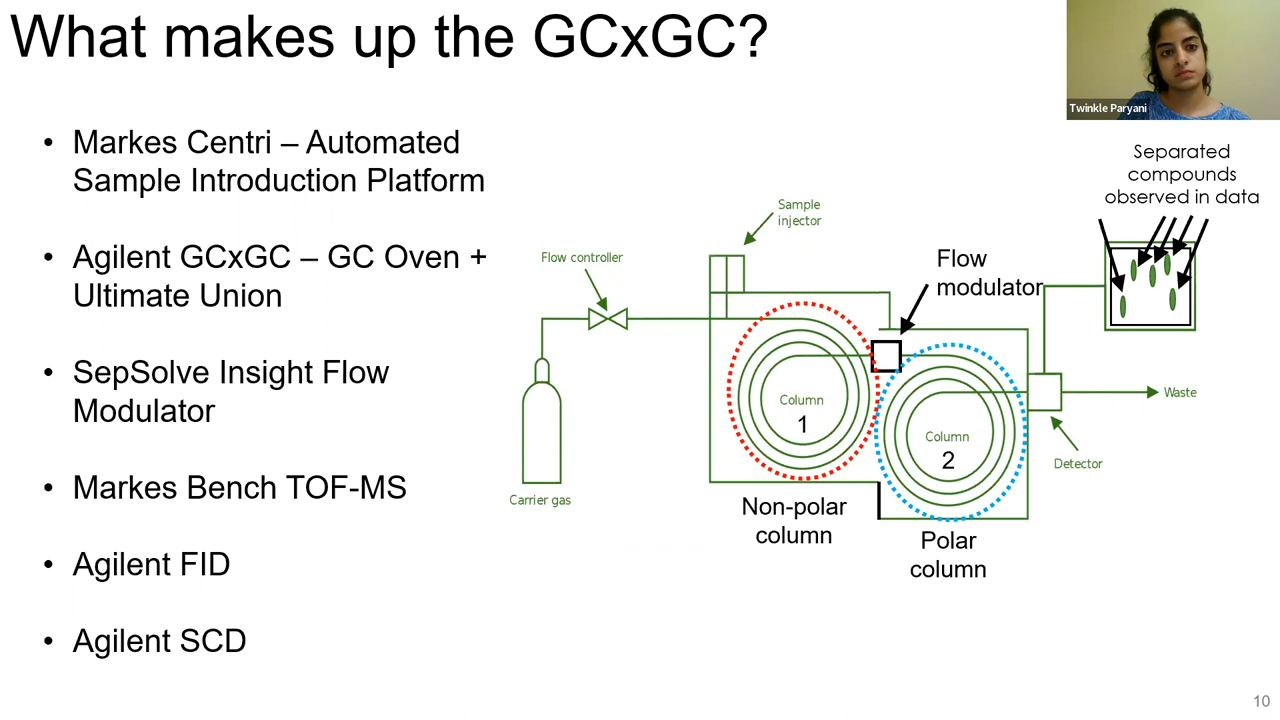 What makes up the GCxGC?
Twinkle Paryani
• Markes Centri – Automated
Sample Introduction Platform
• Agilent GCxGC – GC Oven +
Ultimate Union
• SepSolve Insight Flow
Modulator
• Markes Bench TOF-MS
• Agilent FID
• Agilent SCD
Flow controller
Carrier gas
Sample
injector
Column
1
Non-polar
column
Flow
modulator
Column
2
Polar
column
Separated
compounds
observed in data
Waste
Detector
10